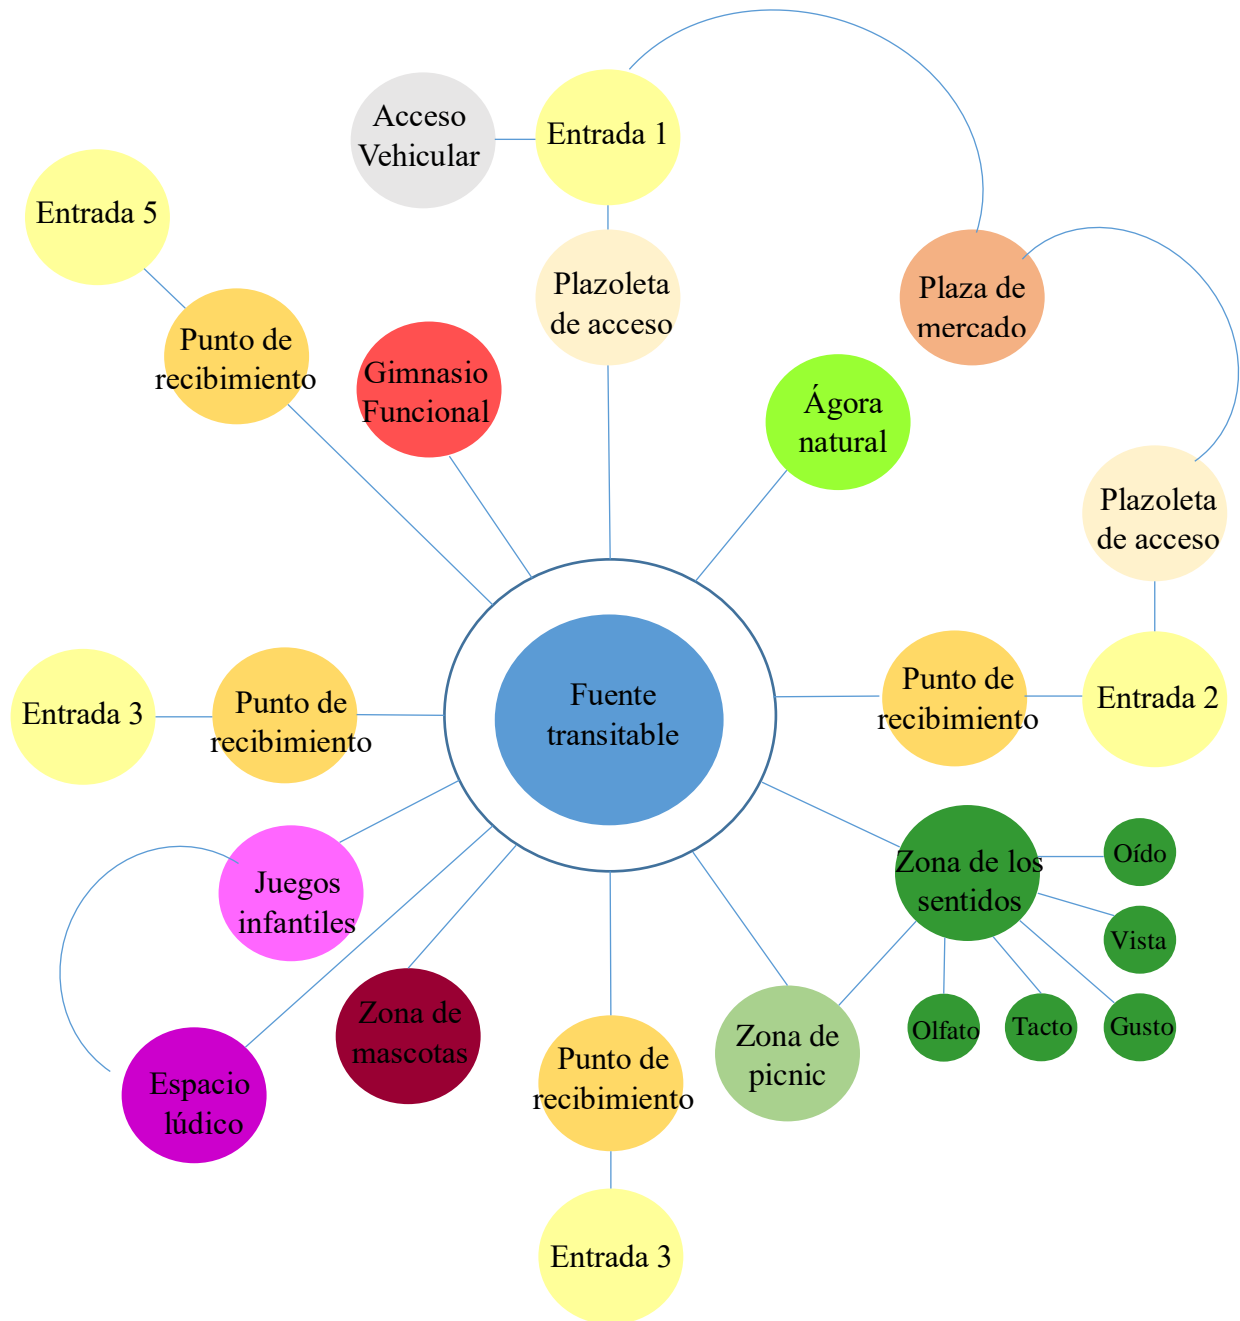 Acceso
Vehicular
Entrada 1
Entrada 5
Plazoleta
de acceso
Plaza de
mercado
Punto de
recibimiento
Gimnasio
Funcional
Ágora
natural
Plazoleta
de acceso
Fuente
transitable
Entrada 3
Punto de
recibimiento
Punto de
recibimiento
Entrada 2
Juegos
infantiles
Zona de los
sentidos
Oído
Vista
Olfato
Tacto
Gusto
Zona de
mascotas
Zona de
picnic
Punto de
recibimiento
Espacio
lúdico
Entrada 3